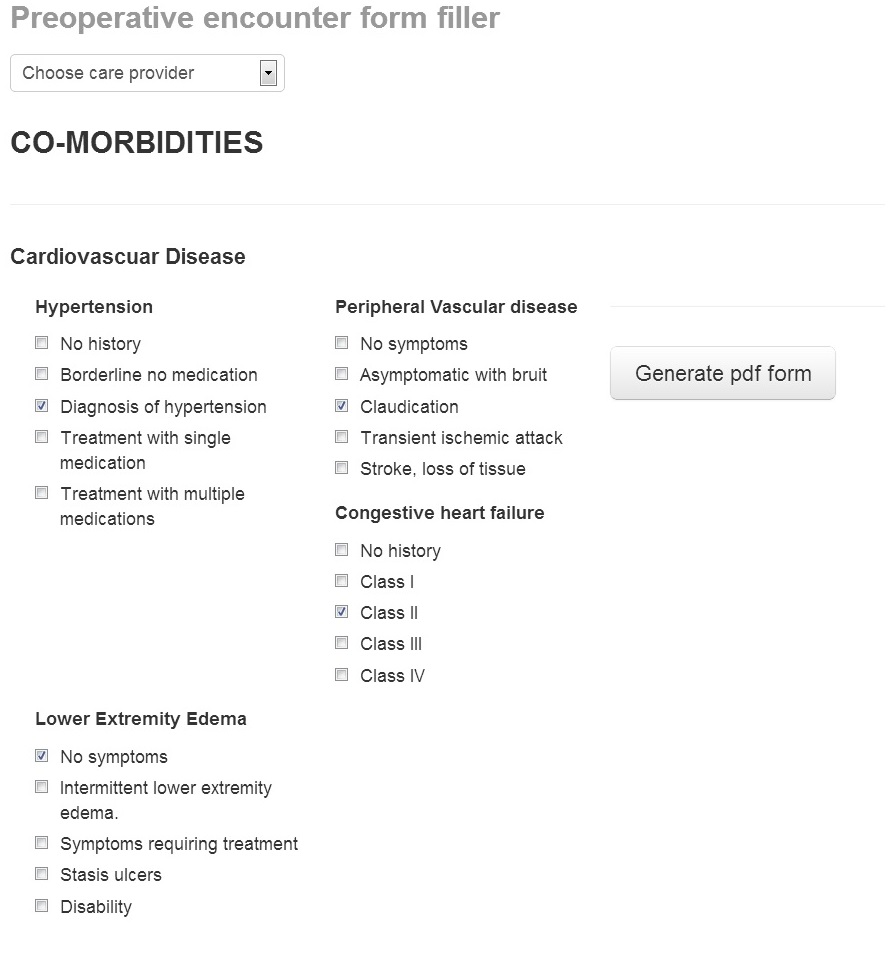 Preoperative encounter form filler
Choose care provider
CO-MORBIDITIES
Cardiovascuar Disease
Hypertension
No history
Borderline no medication
Diagnosis of hypertension
Treatment with single
medication
Treatment with multiple
medications
Peripheral Vascular disease
No symptoms
Asymptomatic with bruit
Claudication
Transient ischemic attack
Stroke, loss of tissue
Congestive heart failure
No history
Class I
Class II
Class III
Class IV
Generate pdf form
Lower Extremity Edema
No symptoms
Intermittent lower extremity
edema.
Symptoms requiring treatment
Stasis ulcers
Disability